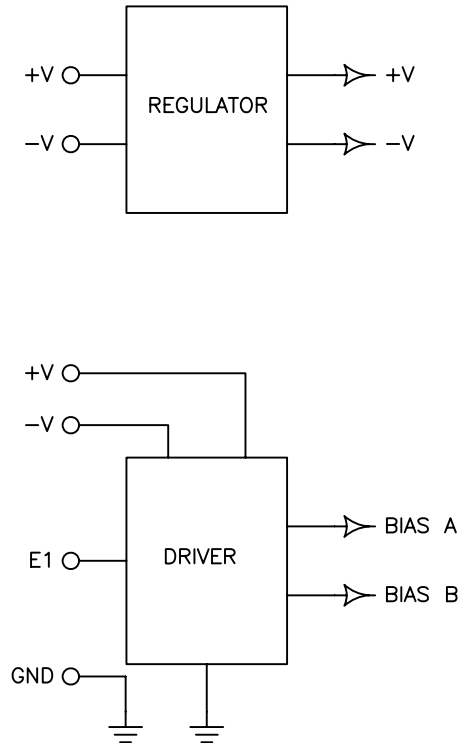 +V
+V
REGULATOR
−V
−V
+V
−V
BIAS A
E1
DRIVER
BIAS B
GND